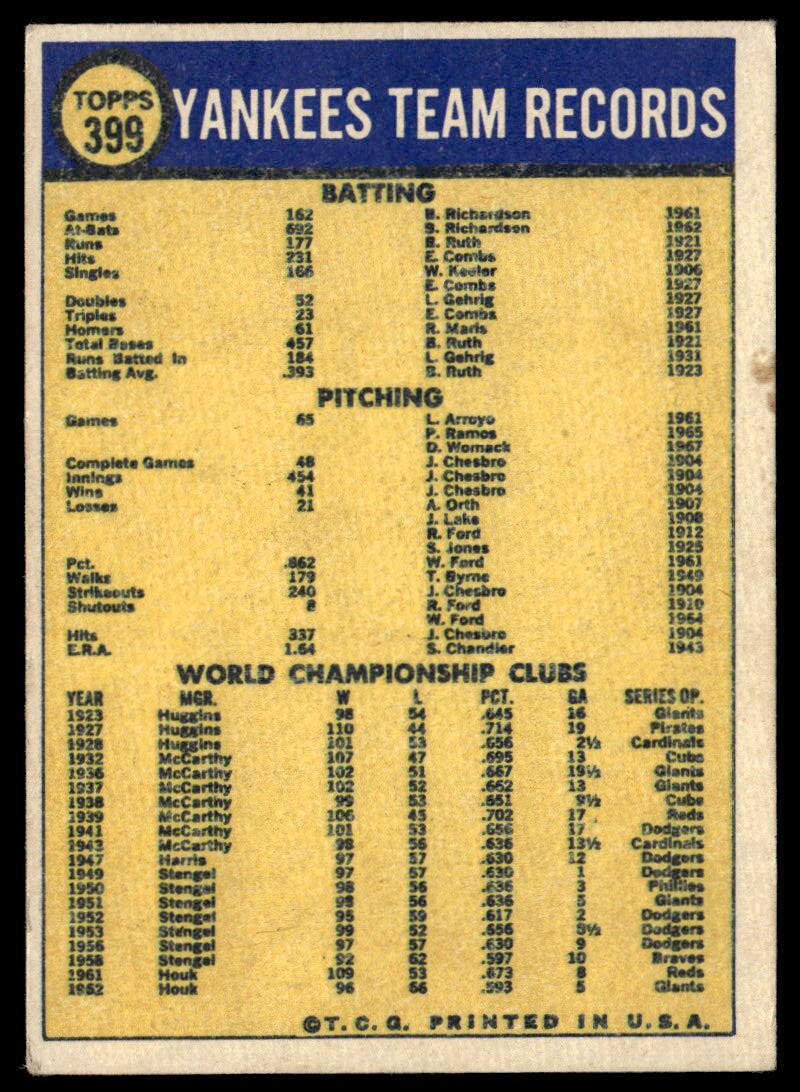 TOPPS
399
YANKEES TEAM RECORDS
BATTING
Games 162 B. Richardson 1961
At-Bats 692 B. Richardson 1962
Runs 177 B. Ruth 1921
Hits 231 E. Combs 1927
Singles 166 W. Keeler 1906
E. Combs 1927
Doubles 52 L. Gehrig 1927
Triples 23 E. Combs 1927
Homers 61 R. Maris 1961
Total Bases 457 B. Ruth 1921
Runs Batted In 184 L. Gehrig 1931
Batting Avg. .393 B. Ruth 1923
PITCHING
Games 65 L. Arroyo 1961
P. Ramos 1965
D. Womack 1967
Complete Games 48 J. Chesbro 1904
Innings 454 J. Chesbro 1904
Wins 41 J. Chesbro 1904
Losses 21 A. Orth 1907
J. Lake 1908
R. Ford 1912
S. Jones 1925
Pct. .862 W. Ford 1961
Walks 179 T. Byrne 1949
Strikeouts 240 J. Chesbro 1904
Shutouts 8 R. Ford 1910
W. Ford 1964
Hits 337 J. Chesbro 1904
E.R.A. 1.64 S. Chandler 1943
WORLD CHAMPIONSHIP CLUBS
YEAR MGR. W L PCT. GA SERIES OP.
1923 Huggins 98 54 .645 16 Giants
1927 Huggins 110 44 .714 19 Pirates
1928 Huggins 101 53 .656 2½ Cardinals
1932 McCarthy 107 47 .695 13 Cubs
1936 McCarthy 102 51 .667 19½ Giants
1937 McCarthy 102 52 .662 13 Giants
1938 McCarthy 99 53 .651 9½ Cubs
1939 McCarthy 106 45 .702 17 Reds
1941 McCarthy 101 53 .656 17 Dodgers
1943 McCarthy 98 56 .636 13½ Cardinals
1947 Harris 97 57 .630 12 Dodgers
1949 Stengel 97 57 .630 1 Dodgers
1950 Stengel 98 56 .636 3 Phillies
1951 Stengel 98 56 .636 5 Giants
1952 Stengel 95 59 .617 2 Dodgers
1953 Stengel 99 52 .656 8½ Dodgers
1956 Stengel 97 57 .630 9 Dodgers
1958 Stengel 92 62 .597 10 Braves
1961 Houk 109 53 .673 8 Reds
1962 Houk 96 66 .593 5 Giants
©T.C.G. PRINTED IN U.S.A.